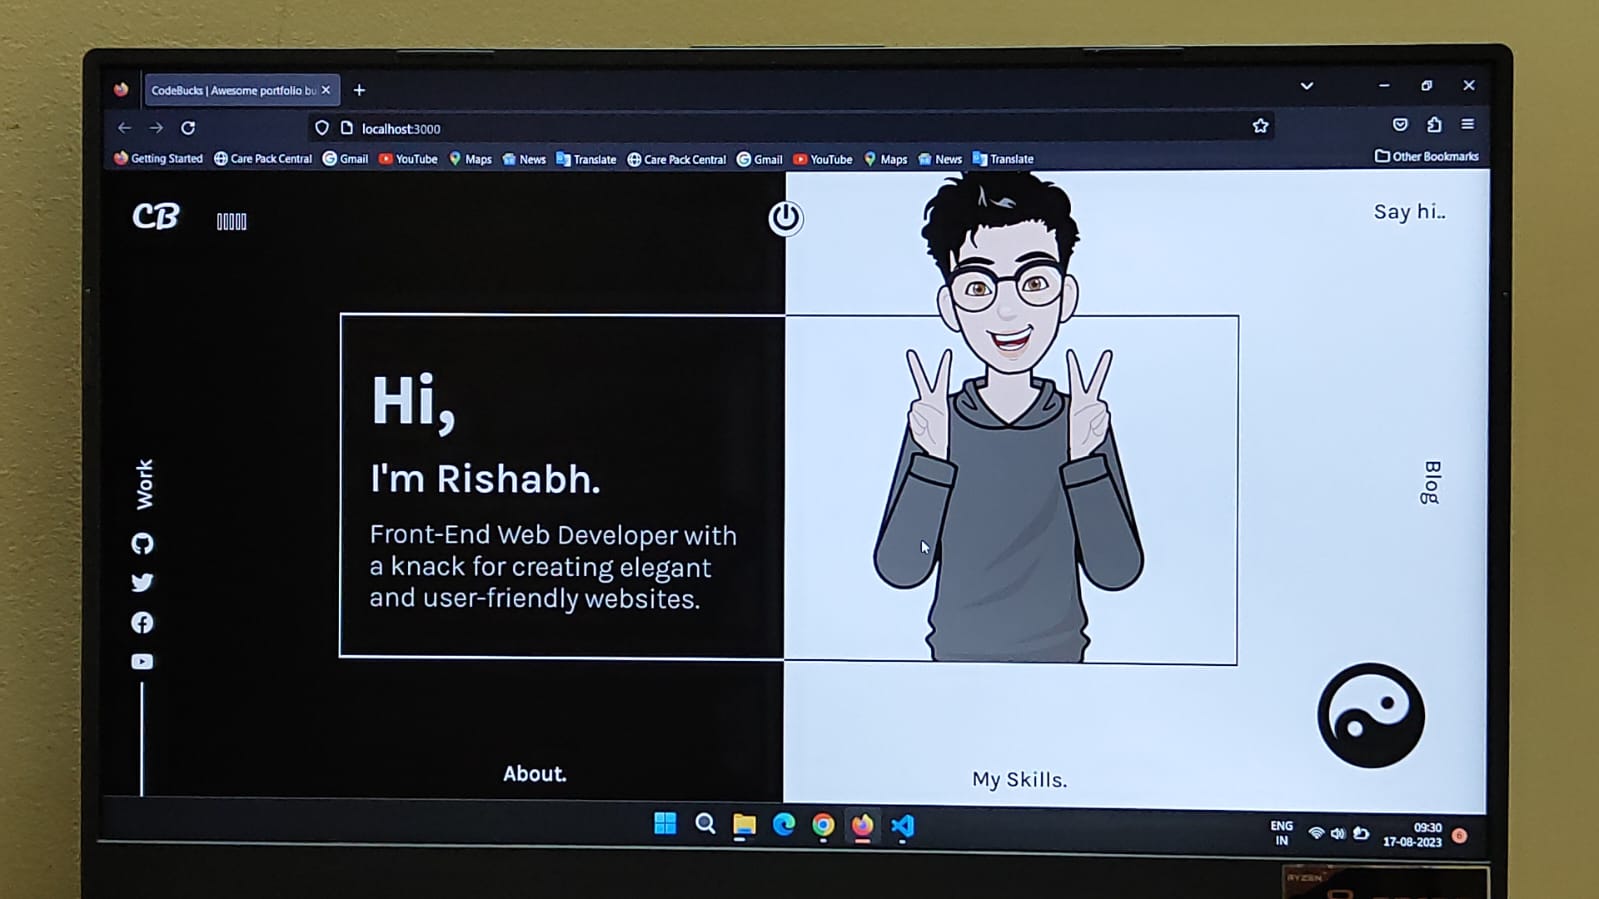 CodeBucks | Awesome portfolio bu
localhost:3000
Getting Started Care Pack Central Gmail YouTube Maps News Translate Care Pack Central Gmail YouTube Maps News Translate Other Bookmarks
CB
Say hi..
Hi,
I'm Rishabh.
Front-End Web Developer with
a knack for creating elegant
and user-friendly websites.
Work
Blog
About.
My Skills.
ENG
IN
09:30
17-08-2023
6
RYZEN